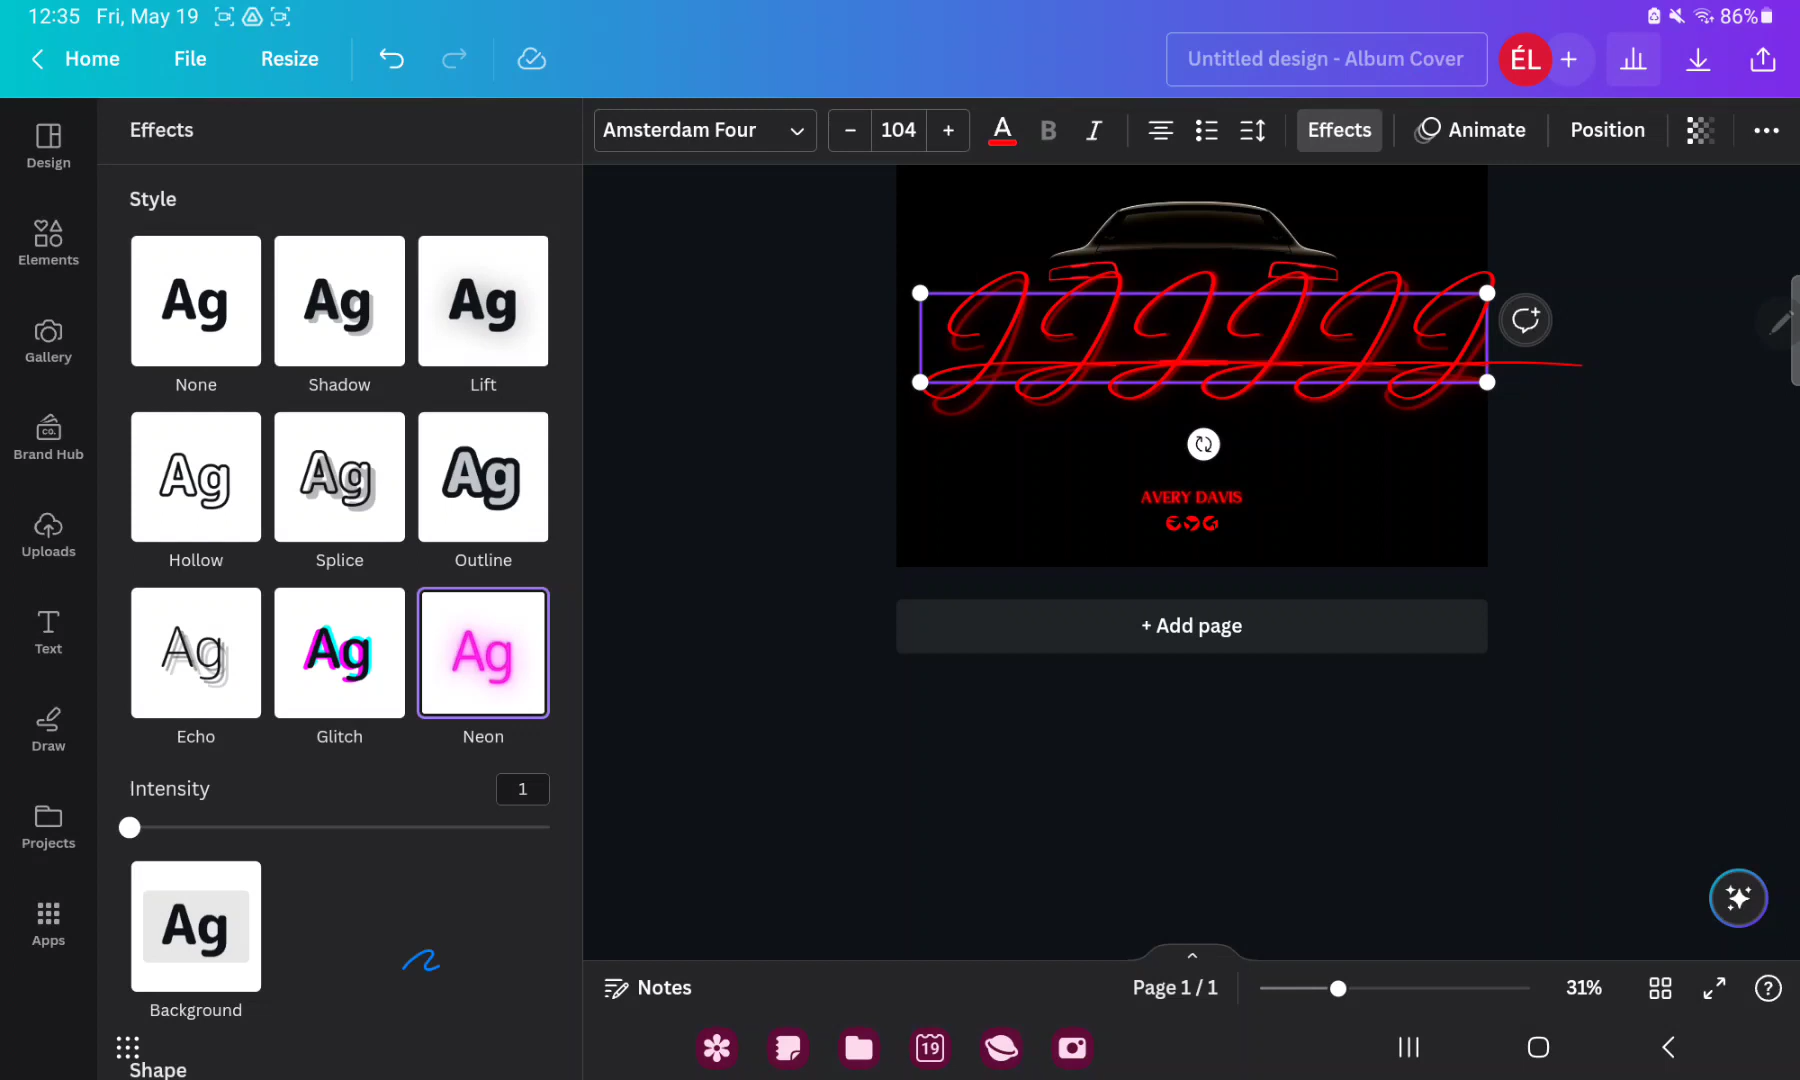 12:35 Fri, May 19
86%
Home File Resize
Untitled design - Album Cover
ÉL
+
Effects
Amsterdam Four
− 104 +
A B I
Effects
Animate
Position
Design
Elements
Gallery
Brand Hub
CO.
Uploads
Text
Draw
Projects
Apps
Style
Ag Ag Ag
None Shadow Lift
Ag Ag Ag
Hollow Splice Outline
Ag Ag Ag
Echo Glitch Neon
Intensity 1
Ag
Background
Shape
JJJJJJ
AVERY DAVIS
+ Add page
Notes
Page 1 / 1
31%
?
19